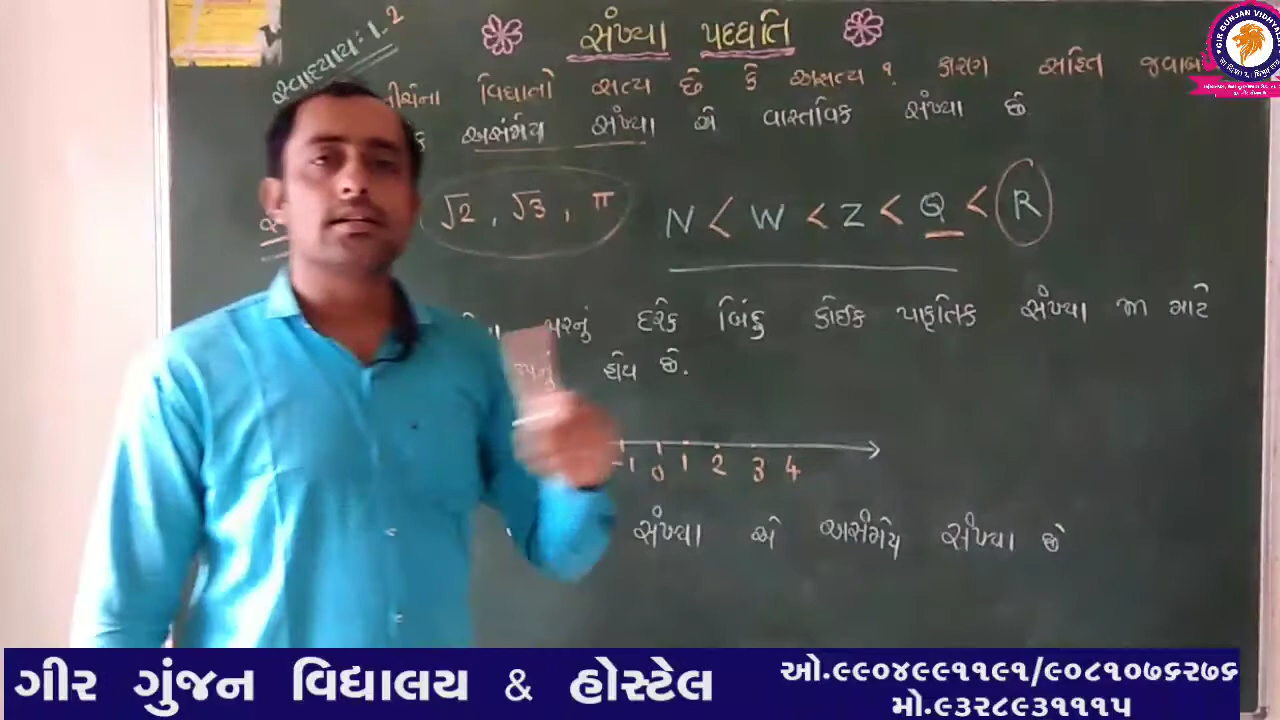 સંખ્યા પદ્ધતિ
સ્વાધ્યાય: 1.2
નીચેના વિધાનો સત્ય છે કે અસત્ય ? કારણ સહિત જવાબ
અસંમેય સંખ્યા એ વાસ્તવિક સંખ્યા છે
√2, √3, π N < W < Z < Q < R
પરનું દરેક બિંદુ કોઈક પ્રાકૃતિક સંખ્યા m માટે
હોય છે.
-1 0 1 2 3 4
સંખ્યા એ અસંમેય સંખ્યા છે
ગીર ગુંજન વિદ્યાલય & હોસ્ટેલ
ઓ.૯૯૦૪૯૯૧૧૯૧/૯૦૮૧૦૭૬૨૭૬
મો.૯૩૨૮૯૩૧૧૧૫